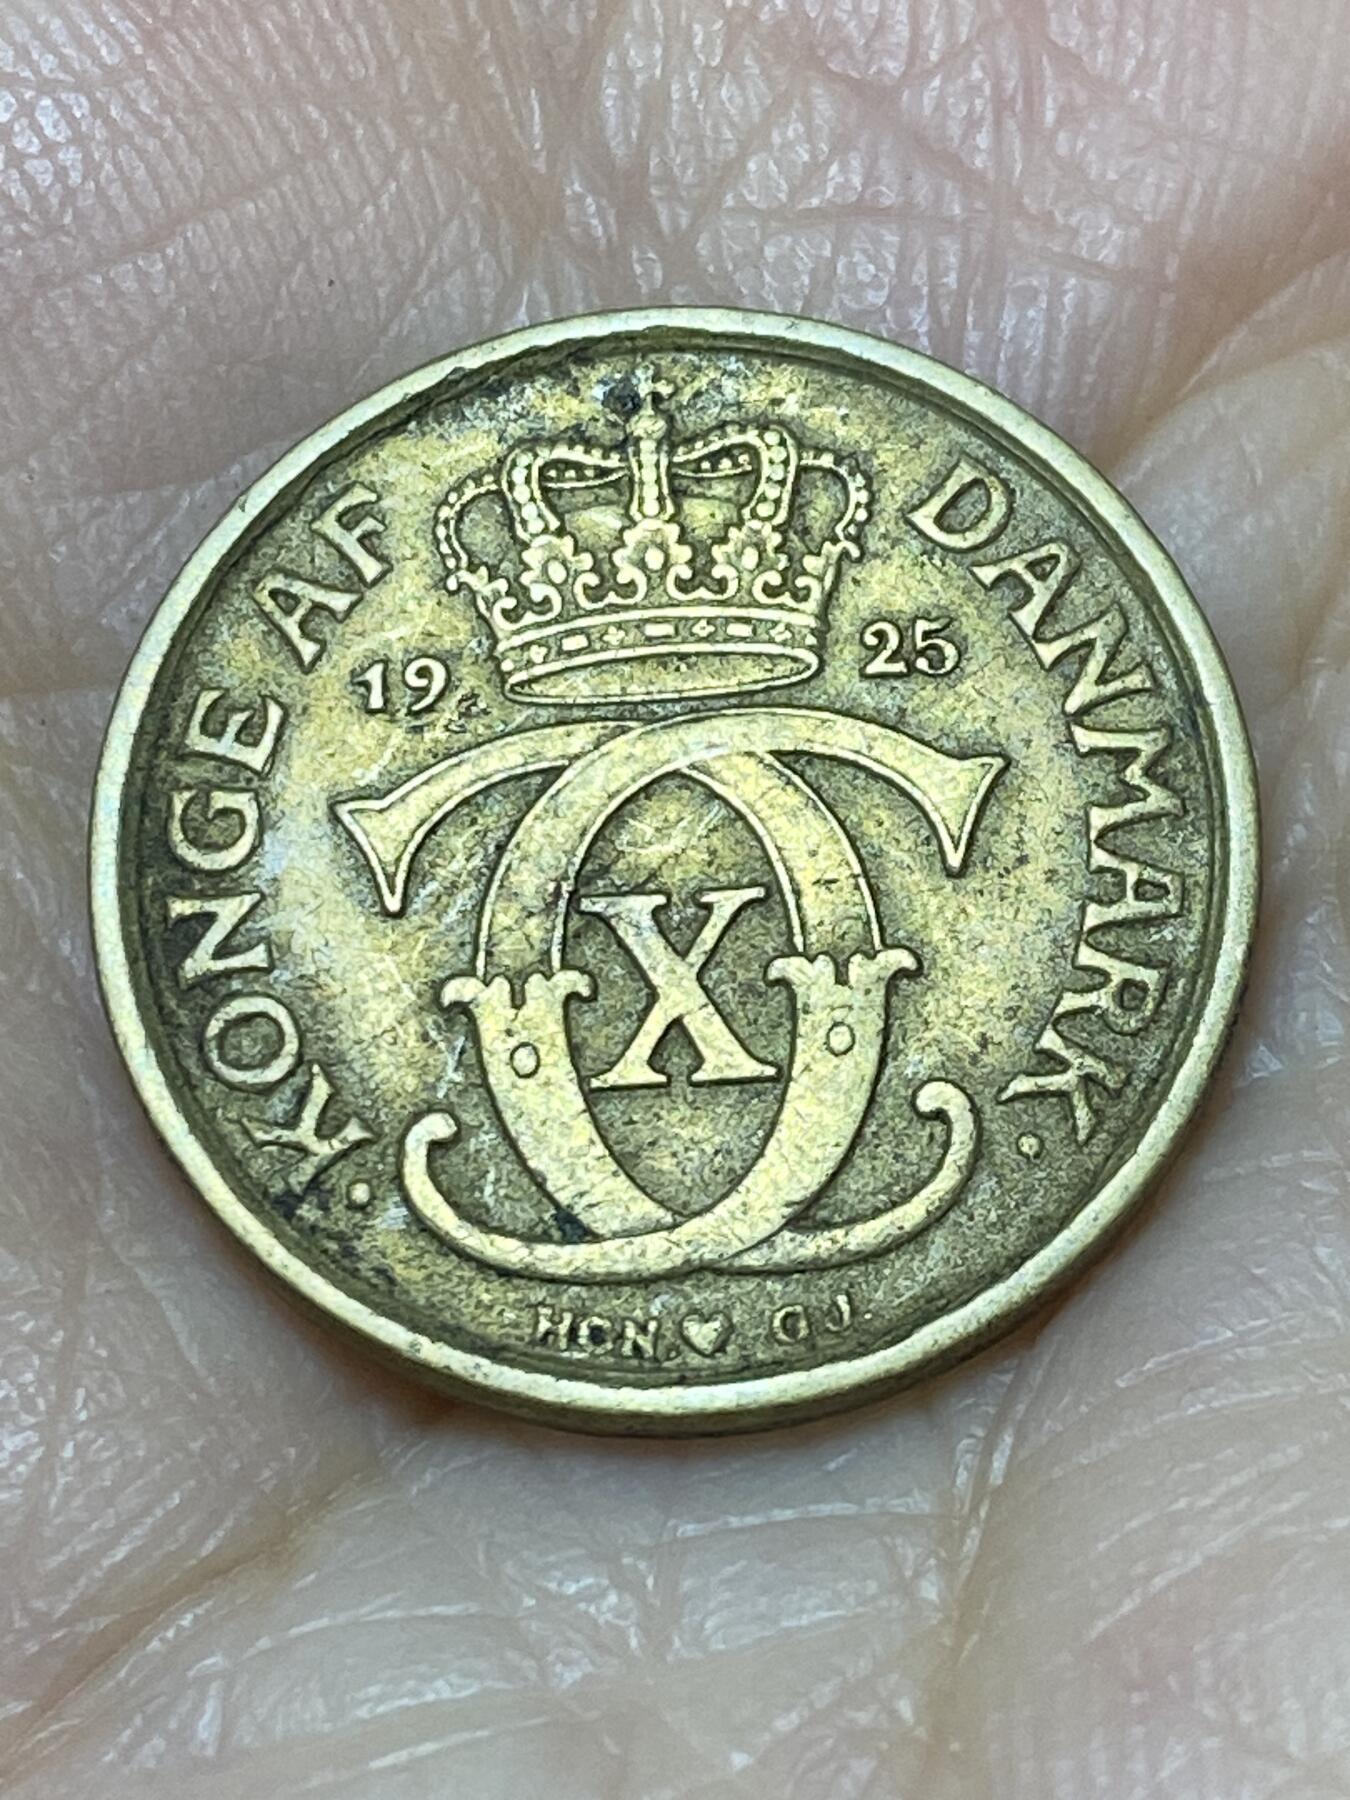 · KONGE AF DANMARK ·
19 25
X
HCN.♥ GJ.